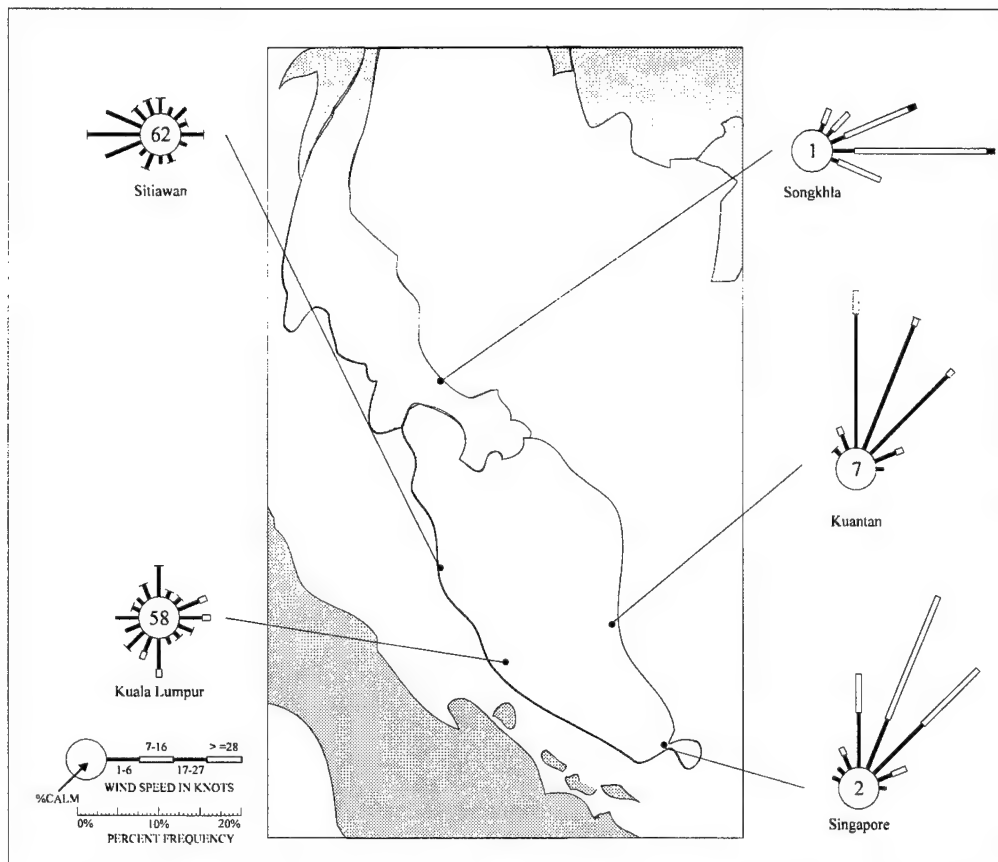 62
Sitiawan
1
Songkhla
7
Kuantan
58
Kuala Lumpur
2
Singapore
7-16 > =28
1-6 17-27
%CALM
WIND SPEED IN KNOTS
0% 10% 20%
PERCENT FREQUENCY